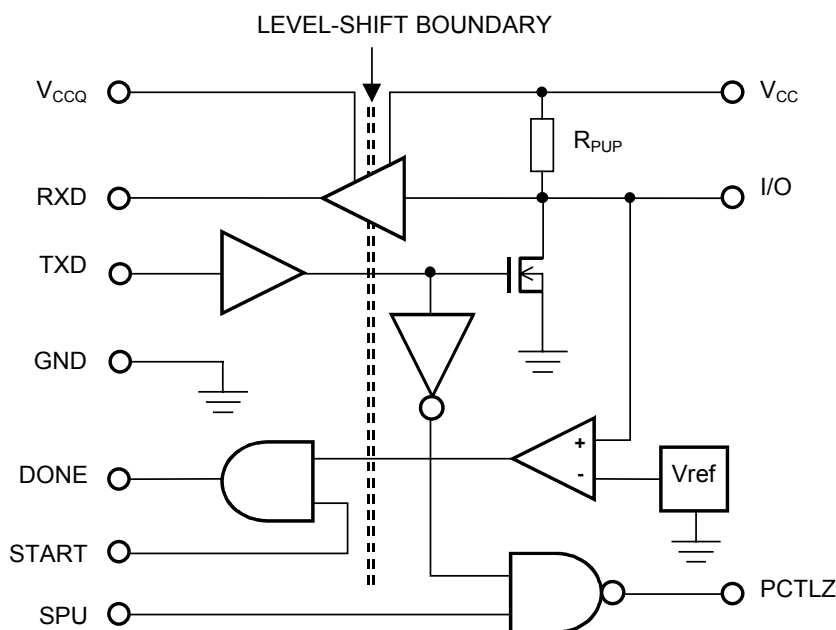 LEVEL-SHIFT BOUNDARY
VCCQ
VCC
RPUP
RXD
I/O
TXD
GND
+
-
Vref
DONE
START
SPU
PCTLZ